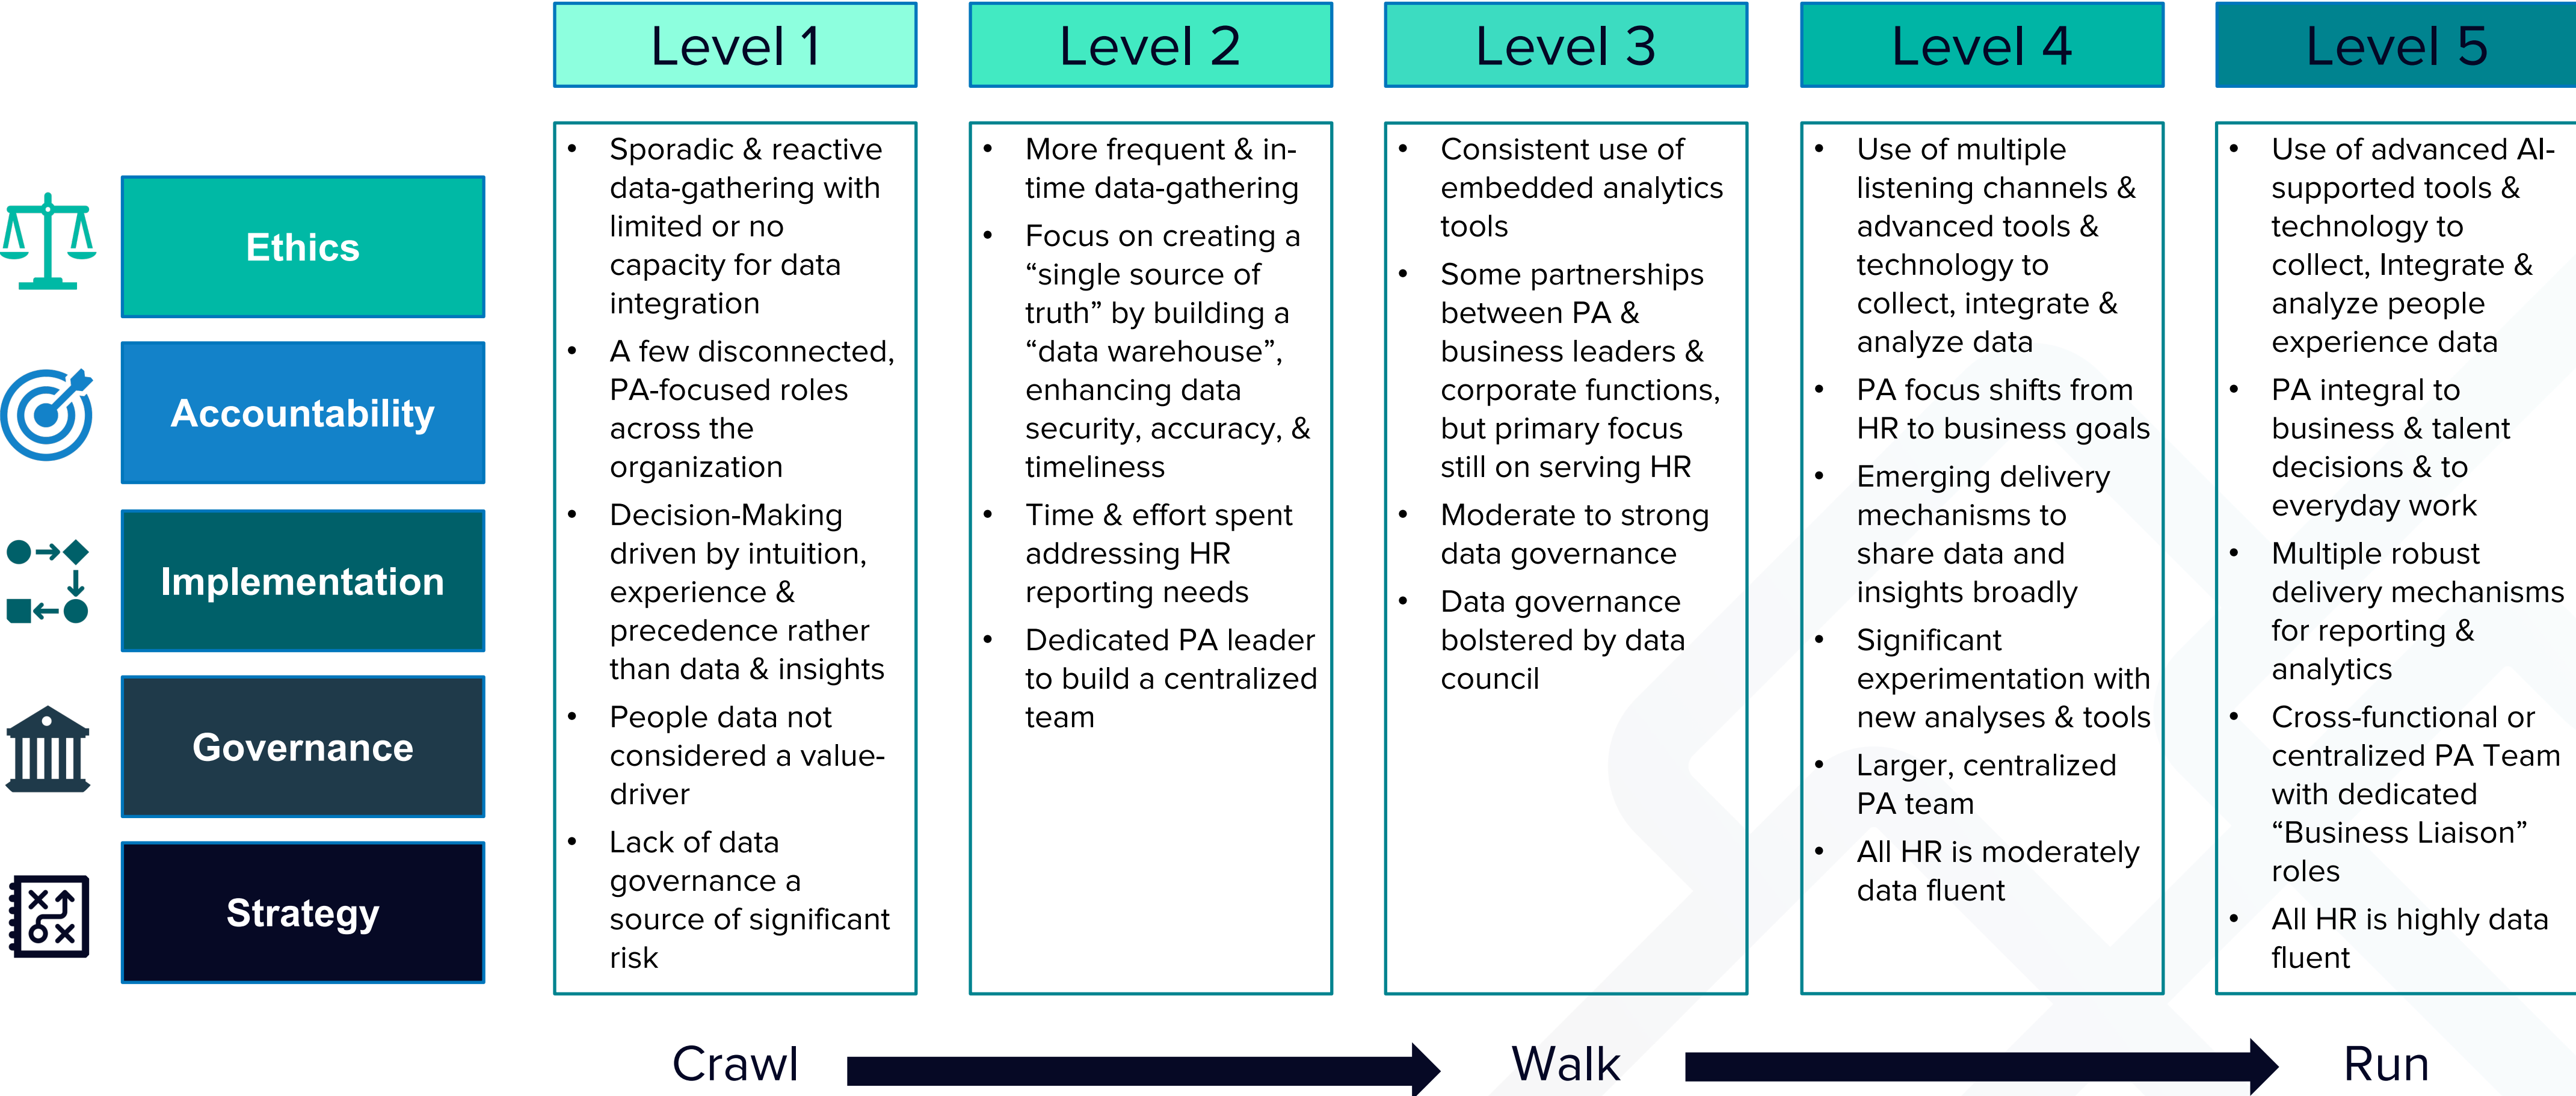 Level 1
Level 2
Level 3
Level 4
Level 5
Ethics
Accountability
Implementation
Governance
Strategy
• Sporadic & reactive
data-gathering with
limited or no
capacity for data
integration
• A few disconnected,
PA-focused roles
across the
organization
• Decision-Making
driven by intuition,
experience &
precedence rather
than data & insights
• People data not
considered a value-
driver
• Lack of data
governance a
source of significant
risk
• More frequent & in-
time data-gathering
• Focus on creating a
“single source of
truth” by building a
“data warehouse”,
enhancing data
security, accuracy, &
timeliness
• Time & effort spent
addressing HR
reporting needs
• Dedicated PA leader
to build a centralized
team
• Consistent use of
embedded analytics
tools
• Some partnerships
between PA &
business leaders &
corporate functions,
but primary focus
still on serving HR
• Moderate to strong
data governance
• Data governance
bolstered by data
council
• Use of multiple
listening channels &
advanced tools &
technology to
collect, integrate &
analyze data
• PA focus shifts from
HR to business goals
• Emerging delivery
mechanisms to
share data and
insights broadly
• Significant
experimentation with
new analyses & tools
• Larger, centralized
PA team
• All HR is moderately
data fluent
• Use of advanced AI-
supported tools &
technology to
collect, Integrate &
analyze people
experience data
• PA integral to
business & talent
decisions & to
everyday work
• Multiple robust
delivery mechanisms
for reporting &
analytics
• Cross-functional or
centralized PA Team
with dedicated
“Business Liaison”
roles
• All HR is highly data
fluent
Crawl
Walk
Run